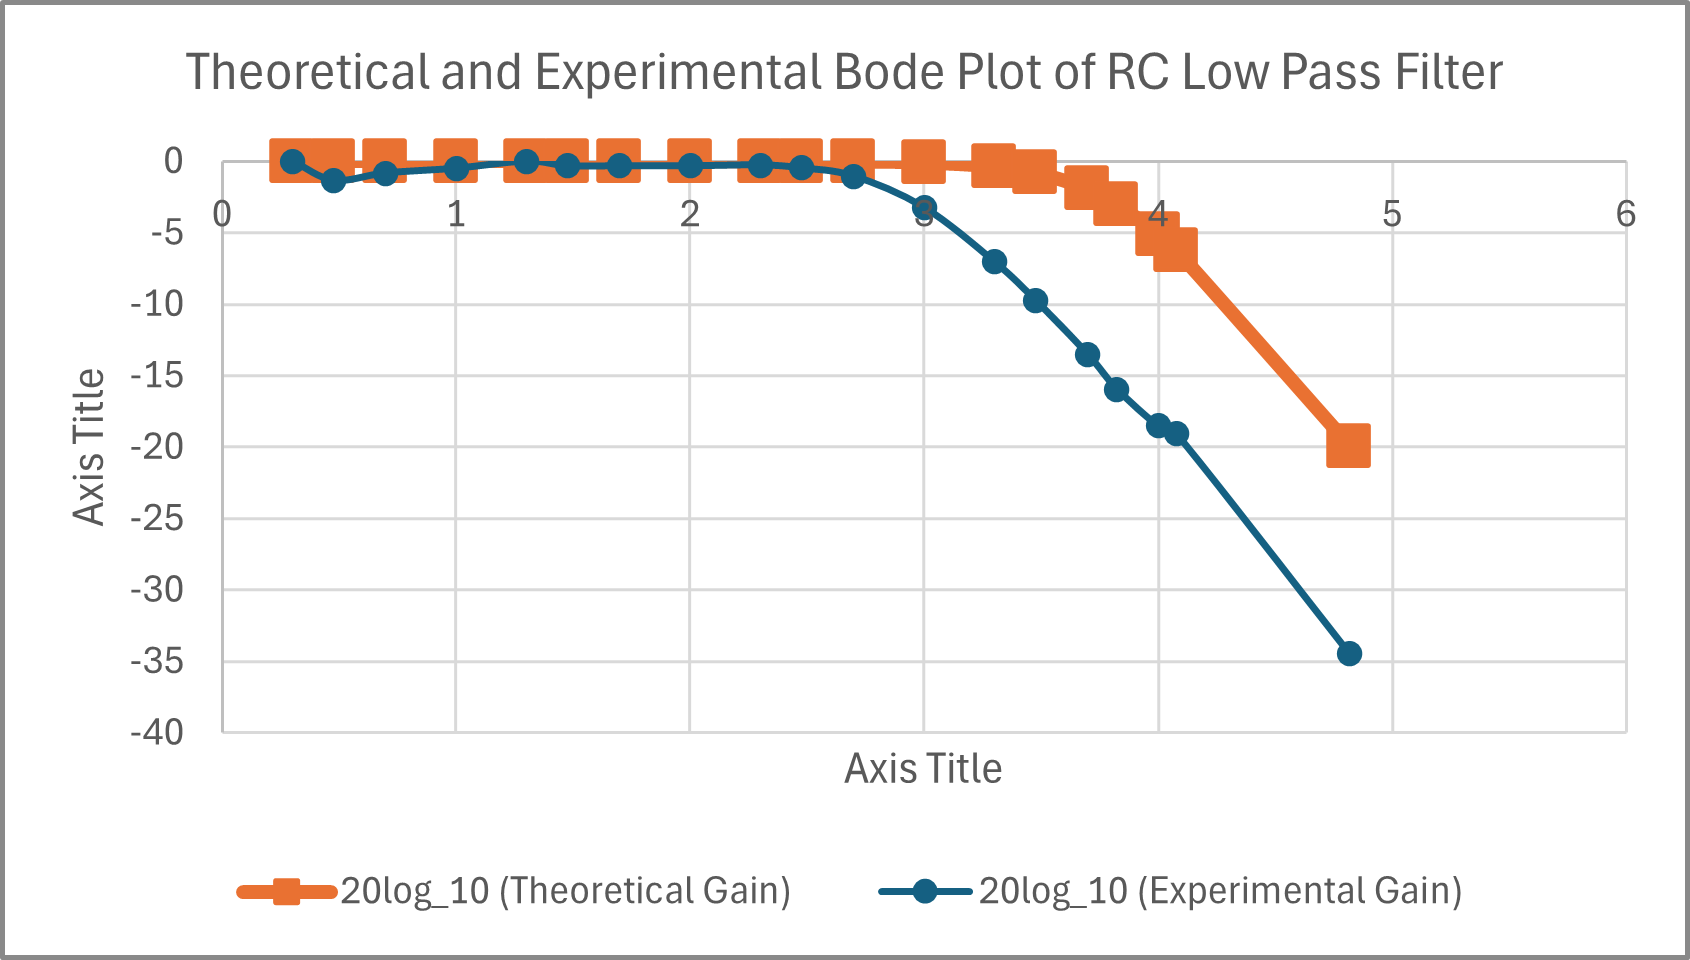 Theoretical and Experimental Bode Plot of RC Low Pass Filter
0
0 1 2 3 4 5 6
-5
-10
-15
-20
-25
-30
-35
-40
Axis Title
Axis Title
20log_10 (Theoretical Gain) 20log_10 (Experimental Gain)